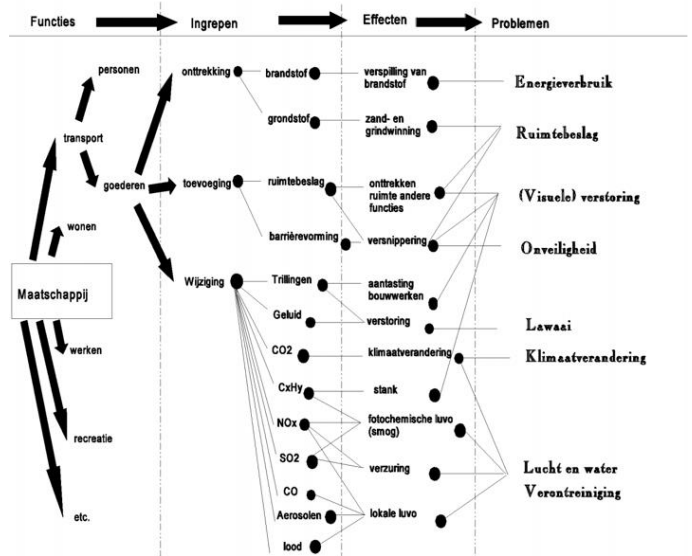 Functies
Ingrepen
Effecten
Problemen
personen
transport
goederen
wonen
Maatschappij
werken
recreatie
etc.
onttrekking
toevoeging
Wijziging
brandstof
grondstof
ruimtebeslag
barrièrevorming
Trillingen
Geluid
CO2
CxHy
NOx
SO2
CO
Aerosolen
lood
verspilling van
brandstof
zand- en
grindwinning
onttrekken
ruimte andere
functies
versnippering
aantasting
bouwwerken
verstoring
klimaatverandering
stank
fotochemische luvo
(smog)
verzuring
lokale luvo
Energieverbruik
Ruimtebeslag
(Visuele) verstoring
Onveiligheid
Lawaai
Klimaatverandering
Lucht en water
Verontreiniging